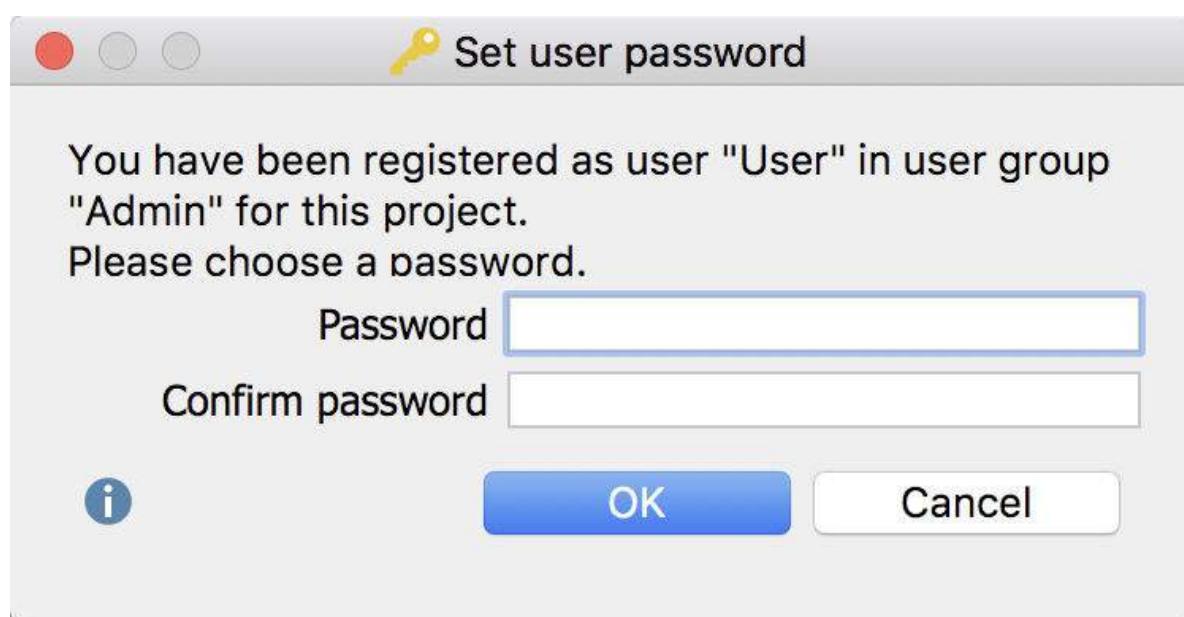 Set user password
You have been registered as user "User" in user group
"Admin" for this project.
Please choose a password.
Password
Confirm password
OK
Cancel